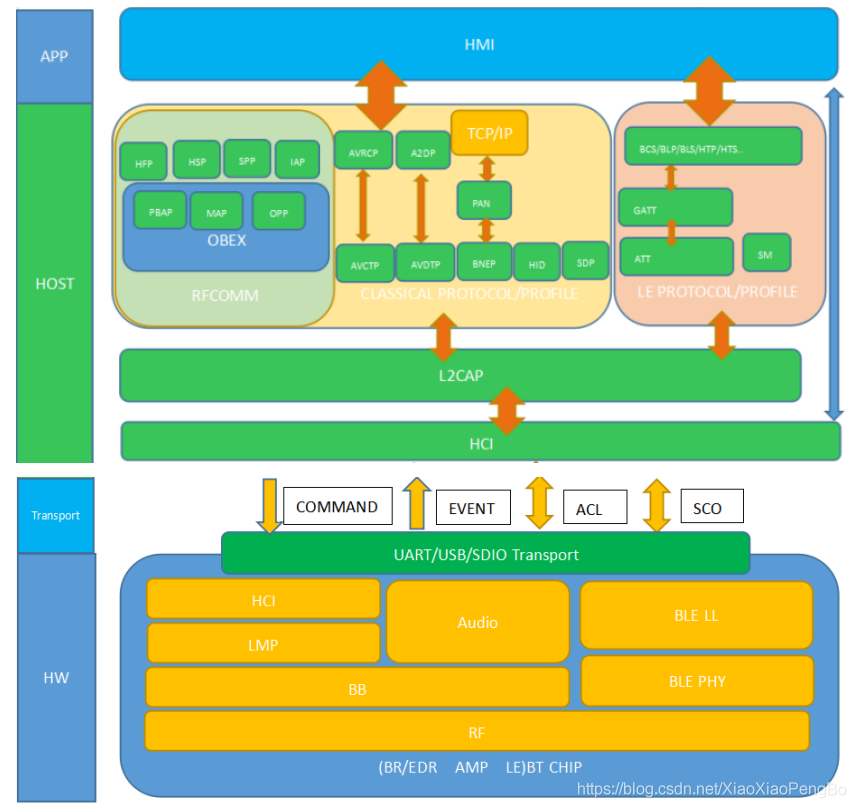 APP
HMI
HOST
HFP
HSP
SPP
IAP
PBAP
MAP
OPP
OBEX
RFCOMM
AVRCP
A2DP
TCP/IP
PAN
AVCTP
AVDTP
BNEP
HID
SDP
CLASSICAL PROTOCOL/PROFILE
BCS/BLP/BLS/HTP/HTS...
GATT
ATT
SM
LE PROTOCOL/PROFILE
L2CAP
HCI
Transport
COMMAND
EVENT
ACL
SCO
UART/USB/SDIO Transport
HW
HCI
Audio
BLE LL
LMP
BB
BLE PHY
RF
(BR/EDR AMP LE)BT CHIP
https://blog.csdn.net/XiaoXiaoPengBo